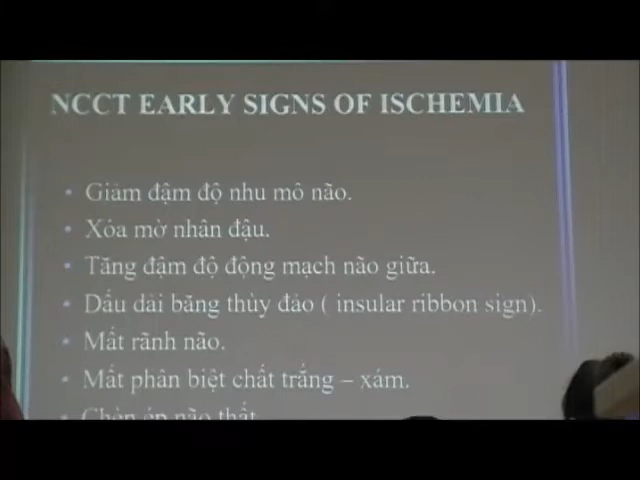 NCCT EARLY SIGNS OF ISCHEMIA
• Giảm đậm độ nhu mô não.
• Xóa mờ nhân đậu.
• Tăng đậm độ động mạch não giữa.
• Dấu dải băng thùy đảo ( insular ribbon sign).
• Mất rãnh não.
• Mất phân biệt chất trắng – xám.
• Chèn ép não thất